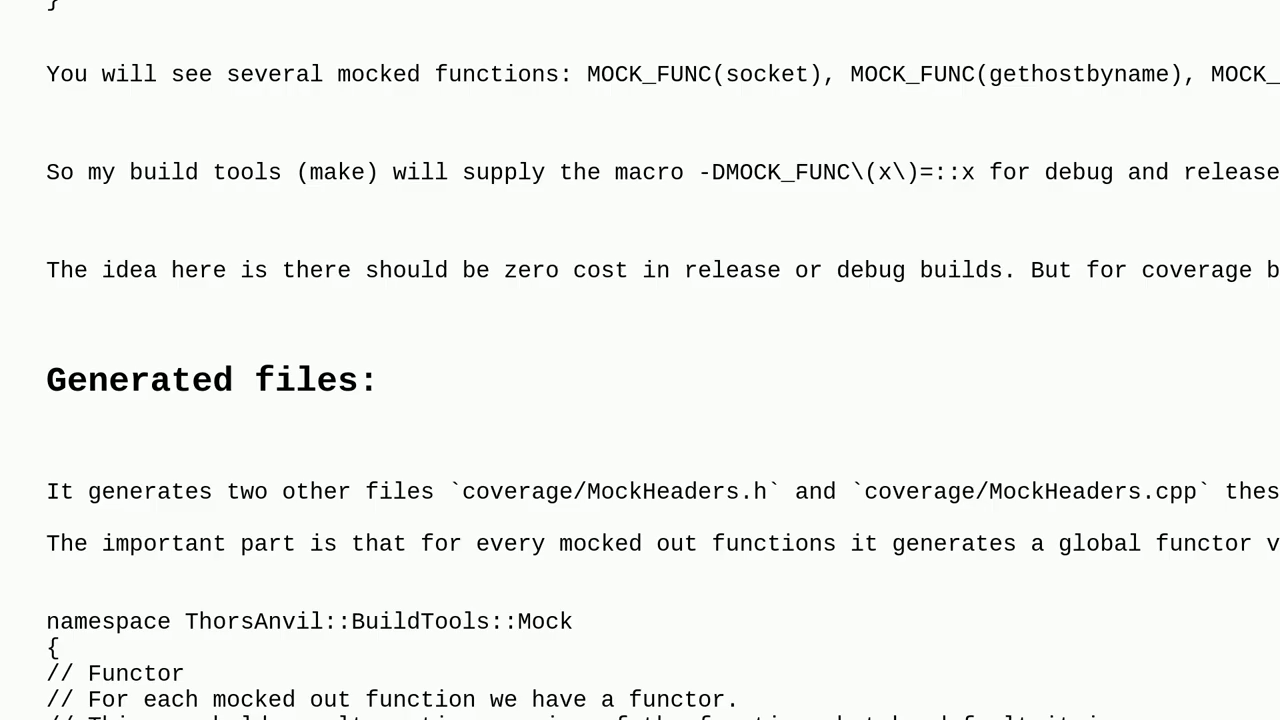 }
You will see several mocked functions: MOCK_FUNC(socket), MOCK_FUNC(gethostbyname), MOCK_
So my build tools (make) will supply the macro -DMOCK_FUNC\(x\)=::x for debug and release
The idea here is there should be zero cost in release or debug builds. But for coverage b
Generated files:
It generates two other files `coverage/MockHeaders.h` and `coverage/MockHeaders.cpp` thes
The important part is that for every mocked out functions it generates a global functor v
namespace ThorsAnvil::BuildTools::Mock
{
// Functor
// For each mocked out function we have a functor.